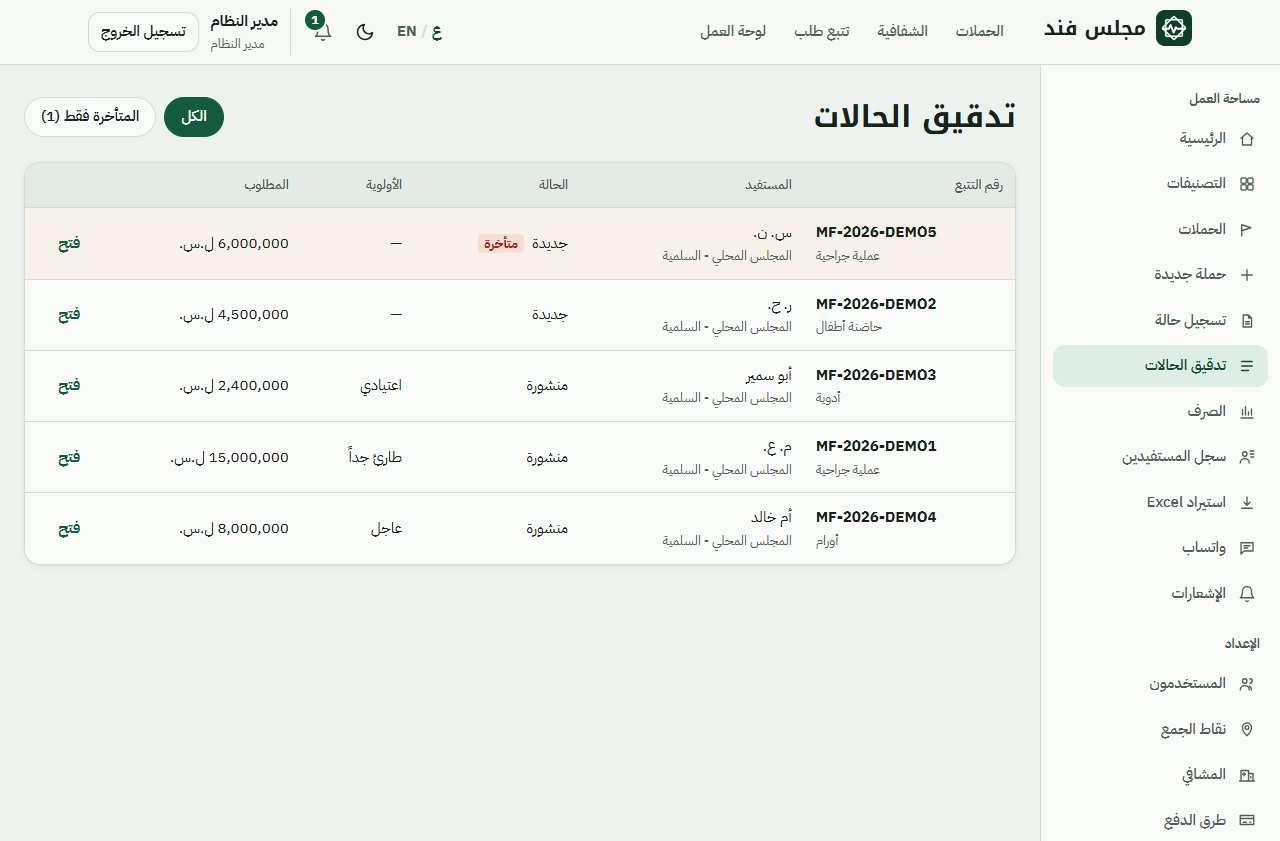 مجلس فند
الحملات
الشفافية
تتبع طلب
لوحة العمل
ع / EN
1
مدير النظام
مدير النظام
تسجيل الخروج
مساحة العمل
الرئيسية
التصنيفات
الحملات
حملة جديدة
تسجيل حالة
تدقيق الحالات
الصرف
سجل المستفيدين
استيراد Excel
واتساب
الإشعارات
الإعداد
المستخدمون
نقاط الجمع
المشافي
طرق الدفع
تدقيق الحالات
الكل
المتأخرة فقط (1)
رقم التتبع المستفيد الحالة الأولوية المطلوب
MF-2026-DEMO5 س. ن. جديدة متأخرة — 6,000,000 ل.س. فتح
عملية جراحية المجلس المحلي - السلمية
MF-2026-DEMO2 ر. ح. جديدة — 4,500,000 ل.س. فتح
حاضنة أطفال المجلس المحلي - السلمية
MF-2026-DEMO3 أبو سمير منشورة اعتيادي 2,400,000 ل.س. فتح
أدوية المجلس المحلي - السلمية
MF-2026-DEMO1 م. ع. منشورة طارئ جداً 15,000,000 ل.س. فتح
عملية جراحية المجلس المحلي - السلمية
MF-2026-DEMO4 أم خالد منشورة عاجل 8,000,000 ل.س. فتح
أورام المجلس المحلي - السلمية